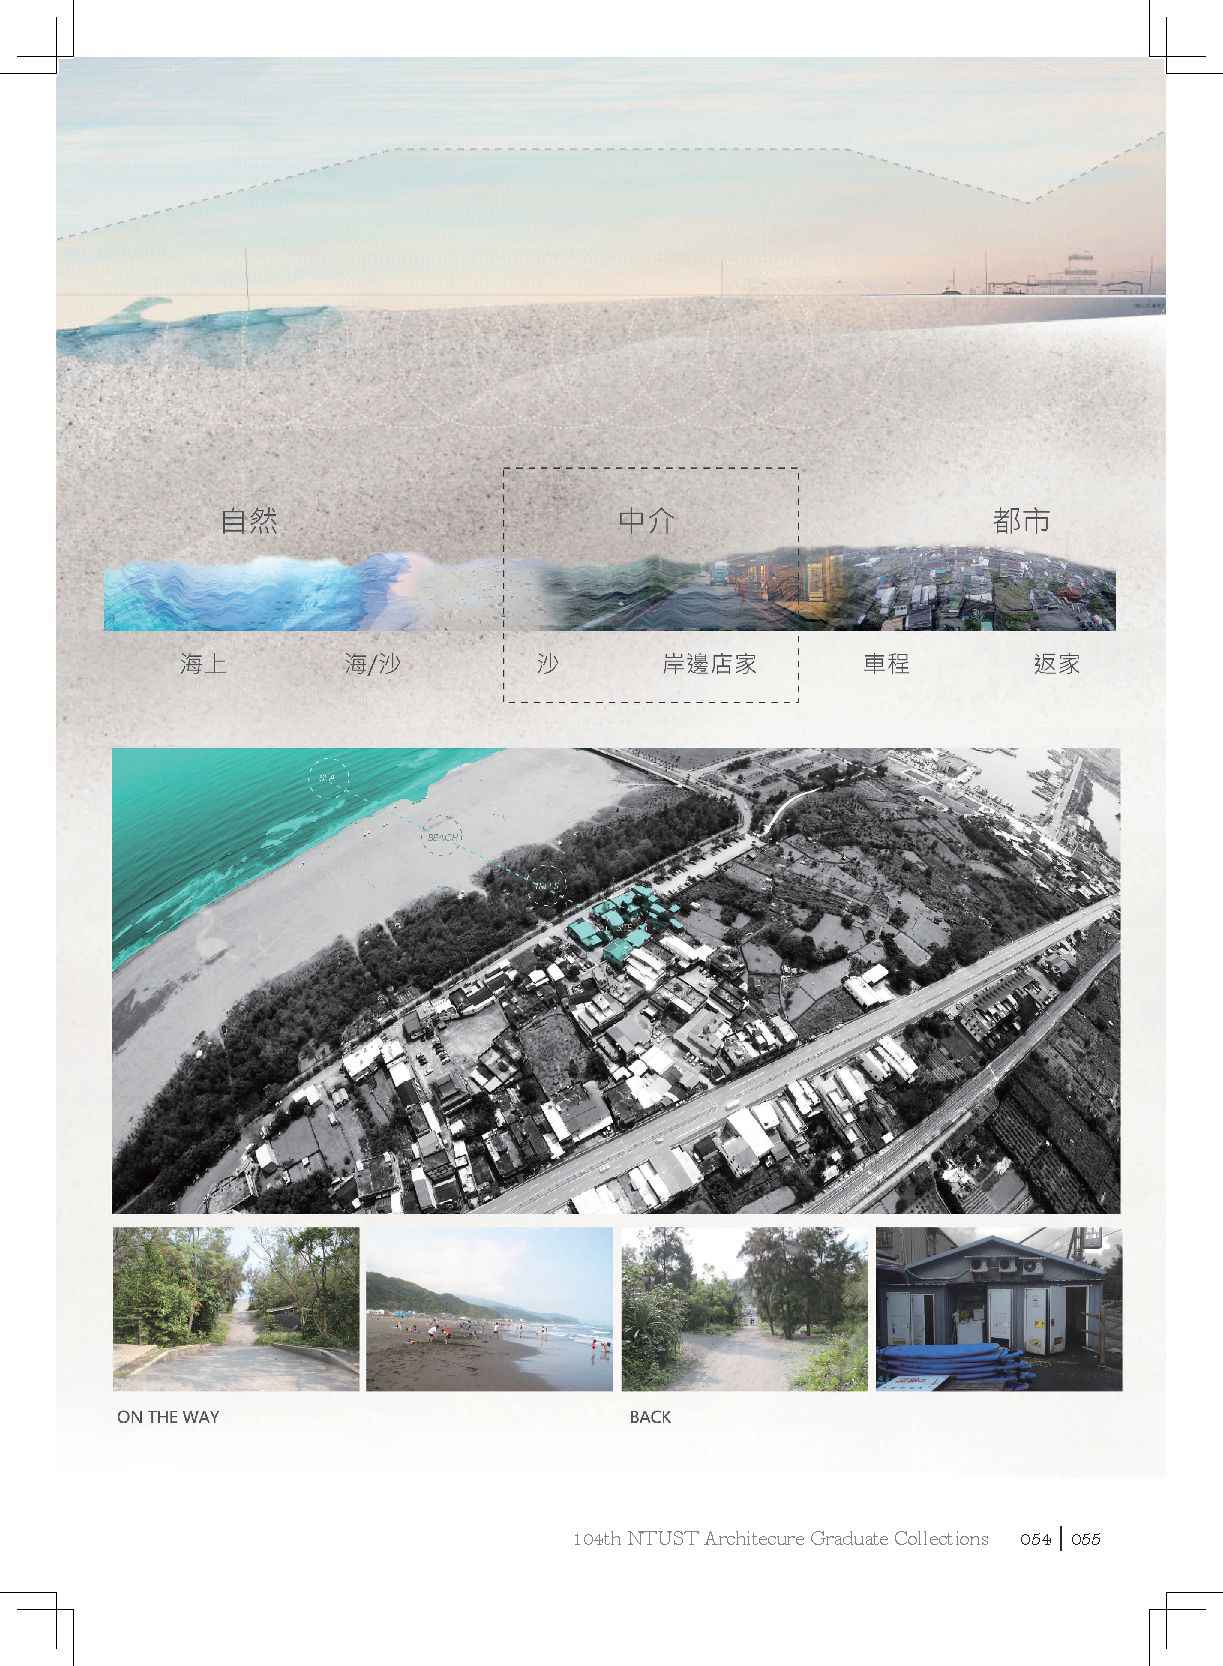 自然 中介 都市
海上 海/沙 沙 岸邊店家 車程 返家
SEA
BEACH
SITE
ON THE WAY BACK
104th NTUST Architecure Graduate Collections 054 055